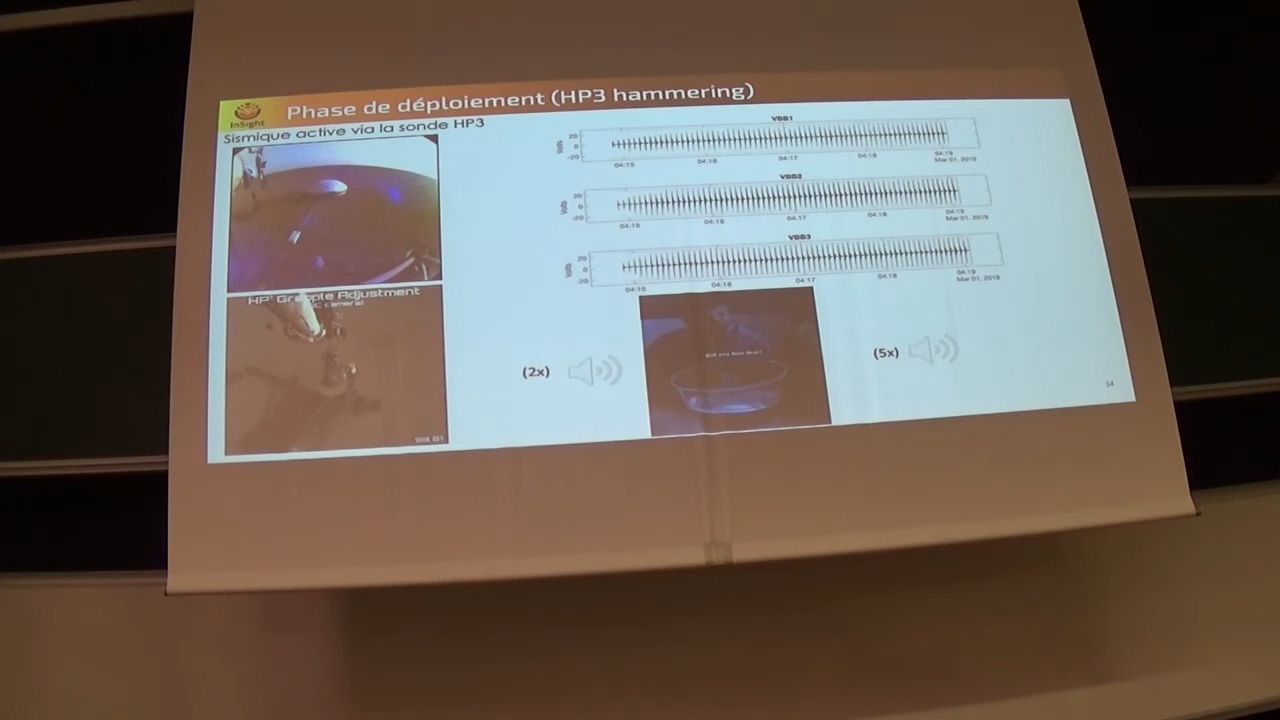 Phase de déploiement (HP3 hammering)
InSight
Sismique active via la sonde HP3
VBB1
Volts
20
0
-20
04:15
04:16
04:17
04:18
04:19
Mar 01, 2019
VBB2
Volts
20
0
-20
04:15
04:16
04:17
04:18
04:19
Mar 01, 2019
VBB3
Volts
20
0
-20
04:15
04:16
04:17
04:18
04:19
Mar 01, 2019
HP³ Grapple Adjustment
(2x)
(5x)
34